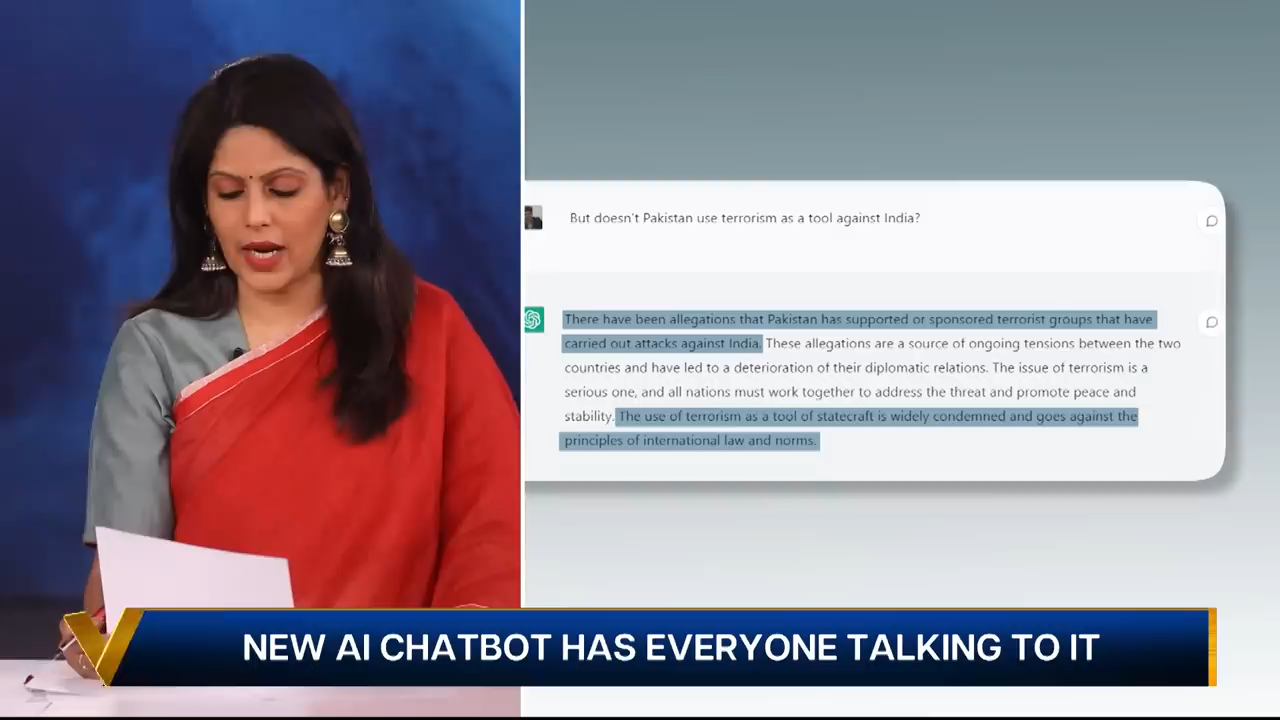 But doesn't Pakistan use terrorism as a tool against India?
There have been allegations that Pakistan has supported or sponsored terrorist groups that have
carried out attacks against India. These allegations are a source of ongoing tensions between the two
countries and have led to a deterioration of their diplomatic relations. The issue of terrorism is a
serious one, and all nations must work together to address the threat and promote peace and
stability. The use of terrorism as a tool of statecraft is widely condemned and goes against the
principles of international law and norms.
NEW AI CHATBOT HAS EVERYONE TALKING TO IT